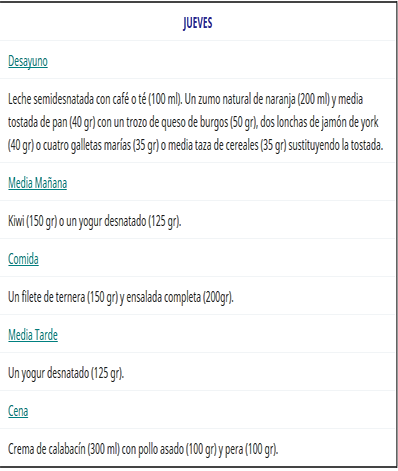 JUEVES
Desayuno
Leche semidesnatada con café o té (100 ml). Un zumo natural de naranja (200 ml) y media
tostada de pan (40 gr) con un trozo de queso de burgos (50 gr), dos lonchas de jamón de york
(40 gr) o cuatro galletas marías (35 gr) o media taza de cereales (35 gr) sustituyendo la tostada.
Media Mañana
Kiwi (150 gr) o un yogur desnatado (125 gr).
Comida
Un filete de ternera (150 gr) y ensalada completa (200gr).
Media Tarde
Un yogur desnatado (125 gr).
Cena
Crema de calabacín (300 ml) con pollo asado (100 gr) y pera (100 gr).